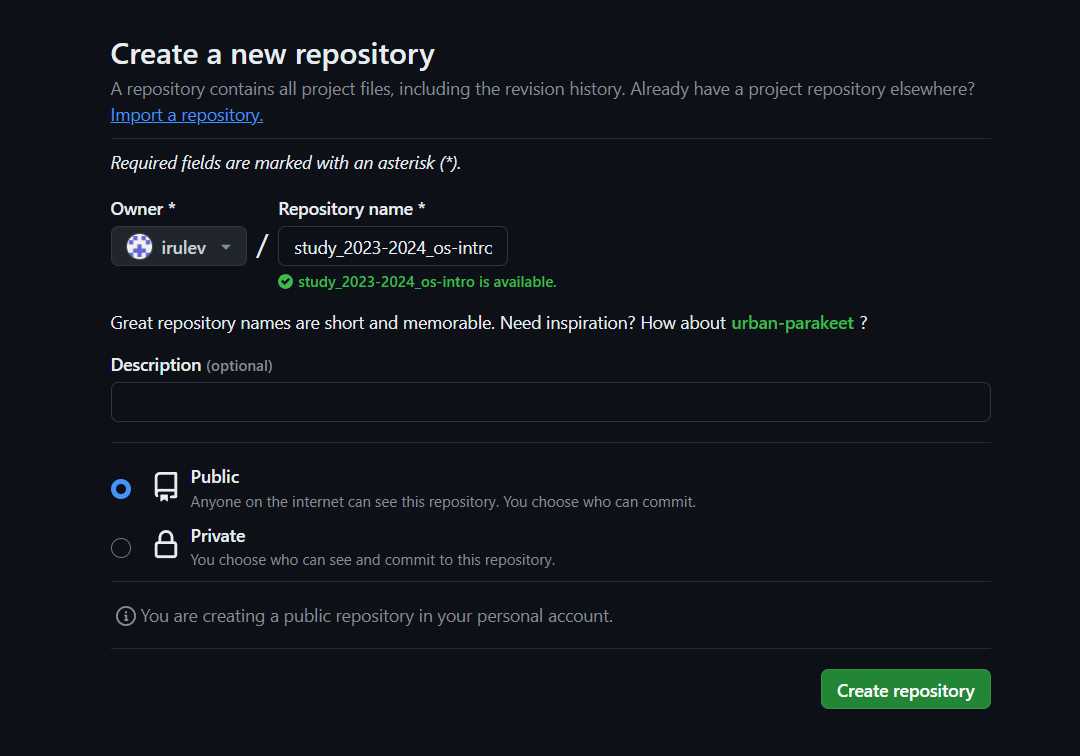 Create a new repository
A repository contains all project files, including the revision history. Already have a project repository elsewhere?
Import a repository.
Required fields are marked with an asterisk (*).
Owner * Repository name *
irulev / study_2023-2024_os-intro
study_2023-2024_os-intro is available.
Great repository names are short and memorable. Need inspiration? How about urban-parakeet ?
Description (optional)
Public
Anyone on the internet can see this repository. You choose who can commit.
Private
You choose who can see and commit to this repository.
You are creating a public repository in your personal account.
Create repository